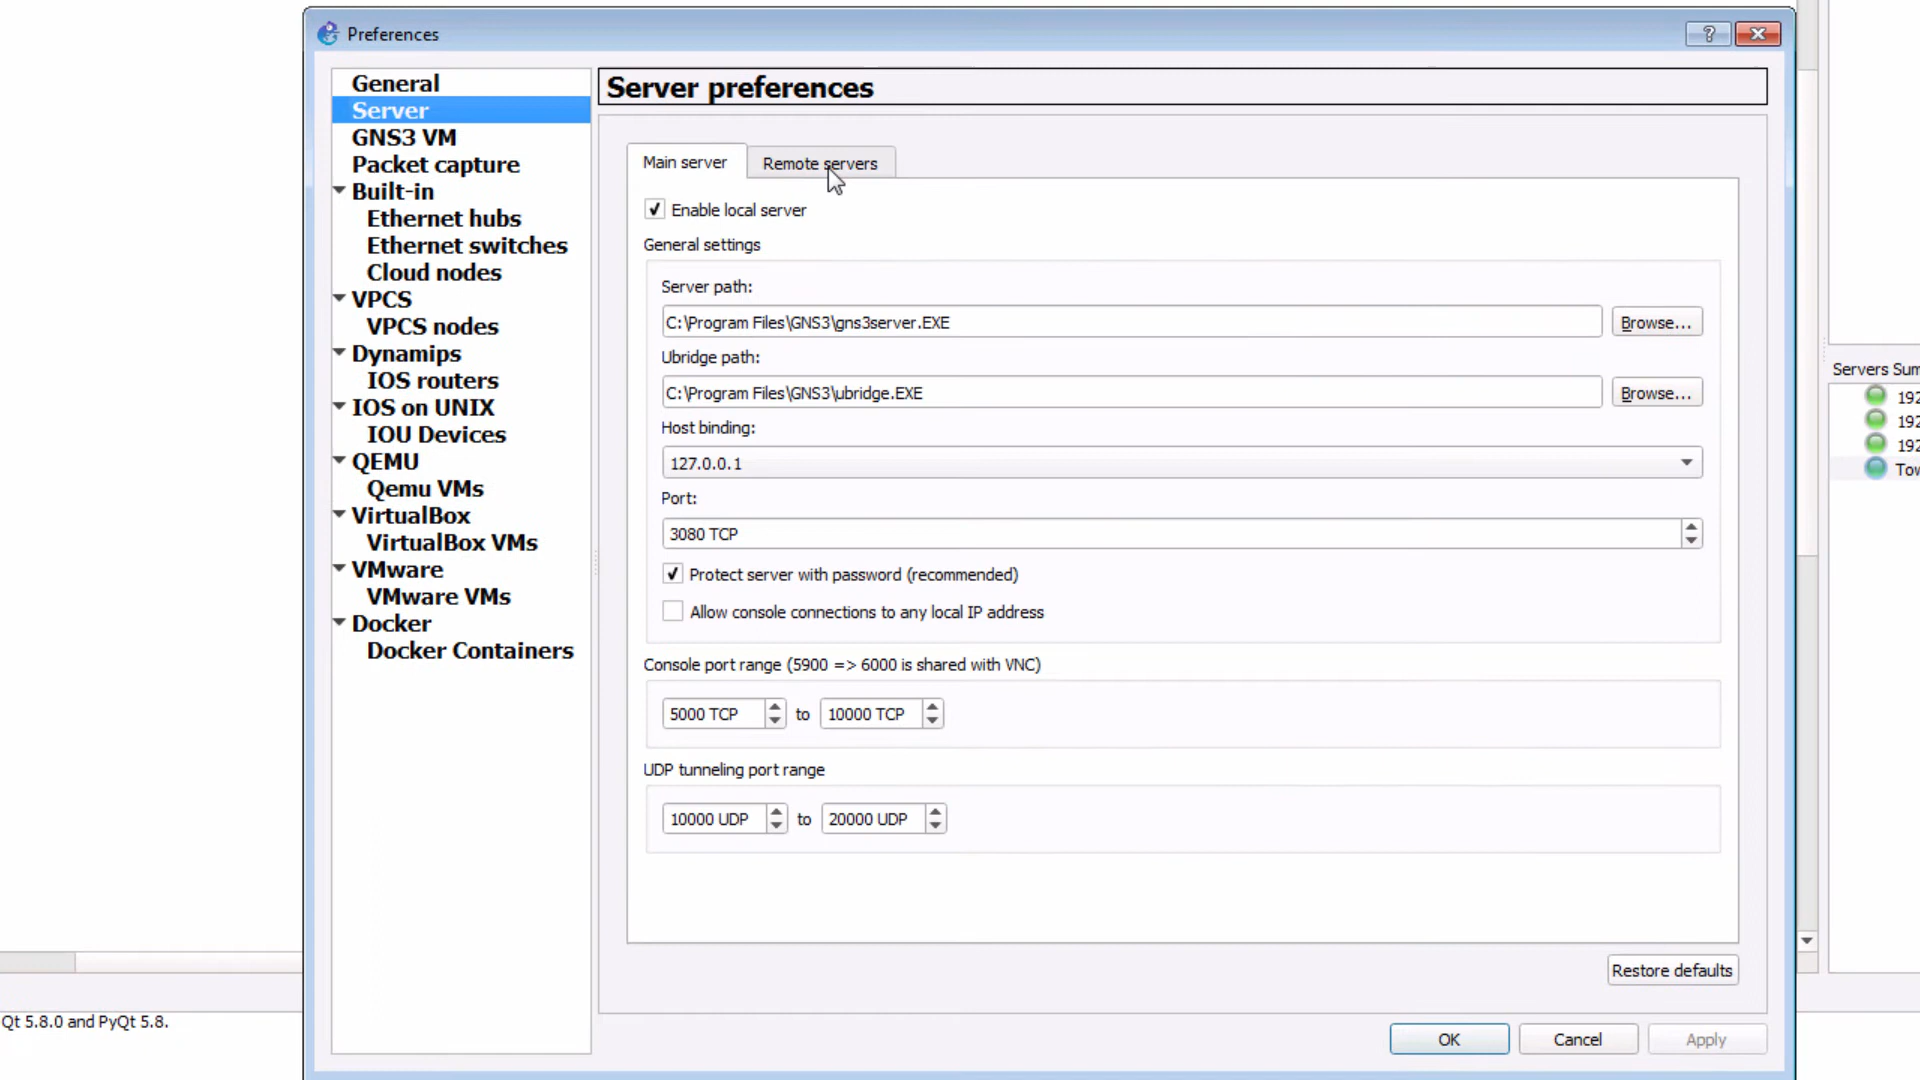 Preferences
?
General
Server
GNS3 VM
Packet capture
Built-in
Ethernet hubs
Ethernet switches
Cloud nodes
VPCS
VPCS nodes
Dynamips
IOS routers
IOS on UNIX
IOU Devices
QEMU
Qemu VMs
VirtualBox
VirtualBox VMs
VMware
VMware VMs
Docker
Docker Containers
Server preferences
Main server
Remote servers
Enable local server
General settings
Server path:
C:\Program Files\GNS3\gns3server.EXE
Browse...
Ubridge path:
C:\Program Files\GNS3\ubridge.EXE
Browse...
Host binding:
127.0.0.1
Port:
3080 TCP
Protect server with password (recommended)
Allow console connections to any local IP address
Console port range (5900 => 6000 is shared with VNC)
5000 TCP to 10000 TCP
UDP tunneling port range
10000 UDP to 20000 UDP
Restore defaults
OK
Cancel
Apply
Servers Sum
192
192
192
Tow
Qt 5.8.0 and PyQt 5.8.